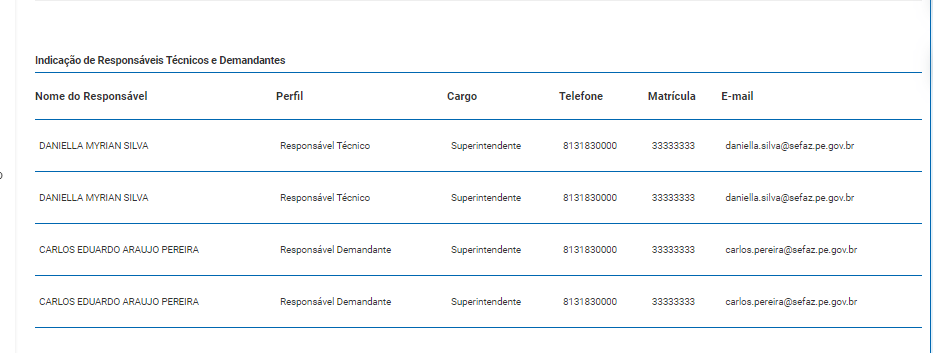 Indicação de Responsáveis Técnicos e Demandantes
Nome do Responsável Perfil Cargo Telefone Matrícula E-mail
DANIELLA MYRIAN SILVA Responsável Técnico Superintendente 8131830000 33333333 daniella.silva@sefaz.pe.gov.br
DANIELLA MYRIAN SILVA Responsável Técnico Superintendente 8131830000 33333333 daniella.silva@sefaz.pe.gov.br
CARLOS EDUARDO ARAUJO PEREIRA Responsável Demandante Superintendente 8131830000 33333333 carlos.pereira@sefaz.pe.gov.br
CARLOS EDUARDO ARAUJO PEREIRA Responsável Demandante Superintendente 8131830000 33333333 carlos.pereira@sefaz.pe.gov.br